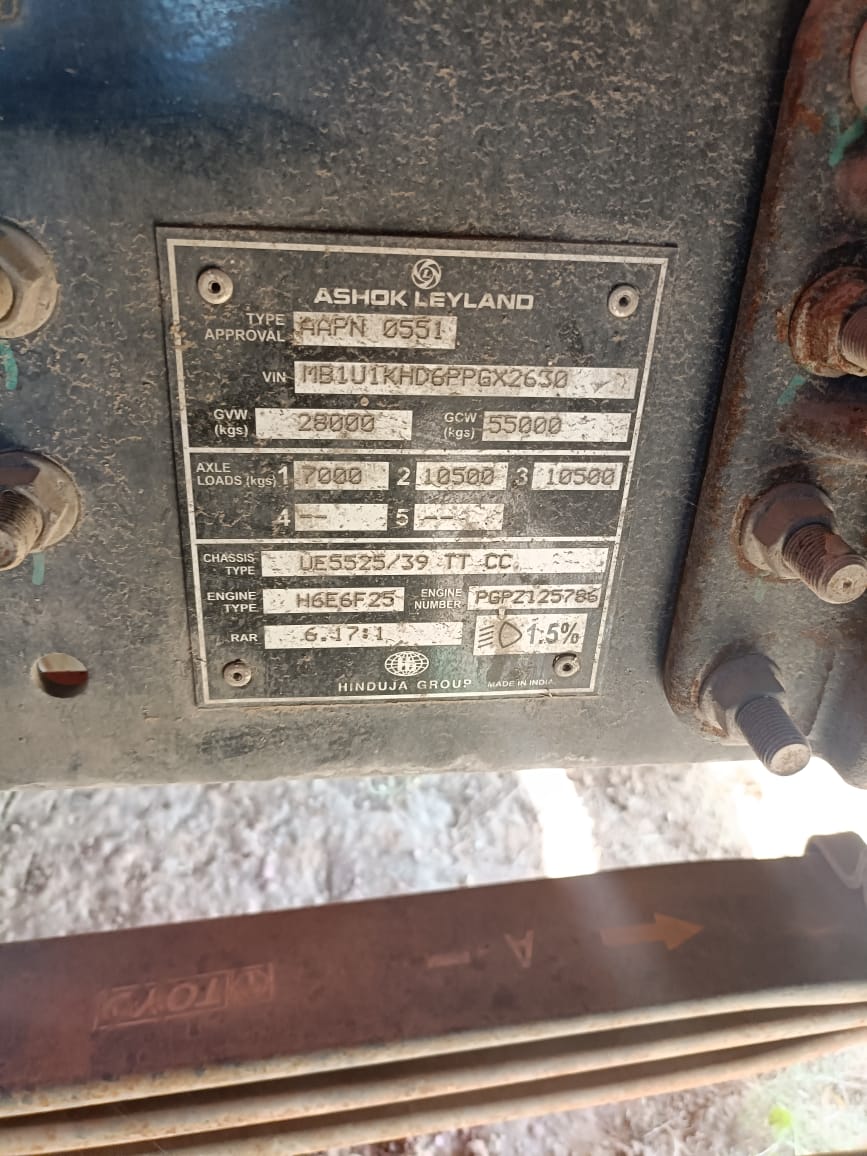 ASHOK LEYLAND
TYPE APPROVAL AAPN 0551
VIN MB1U1KHD6PPGX2630
GVW (kgs) 28000 GCW (kgs) 55000
AXLE LOADS (kgs) 1 7000 2 10500 3 10500
4 -- 5 ---
CHASSIS TYPE UE5525/39 TT CC
ENGINE TYPE H6E6F25 ENGINE NUMBER PGPZ125786
RAR 6.17:1 1.5%
HINDUJA GROUP MADE IN INDIA
A